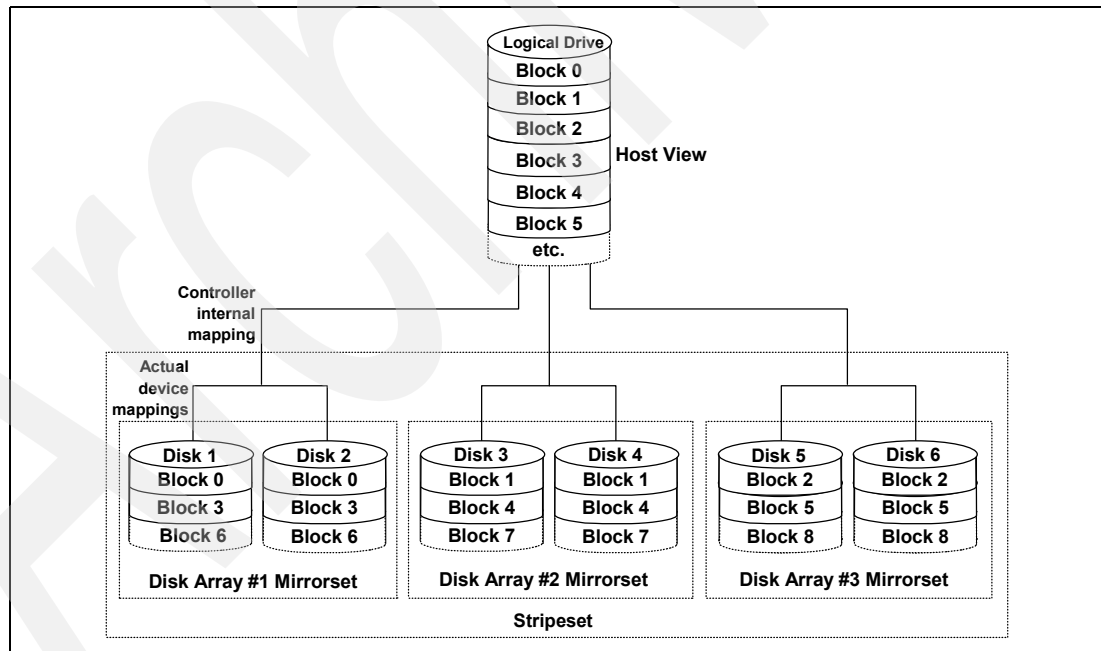 Logical Drive
Block 0
Block 1
Block 2
Block 3
Block 4
Block 5
etc.
Host View
Controller
internal
mapping
Actual
device
mappings
Disk 1
Block 0
Block 3
Block 6
Disk 2
Block 0
Block 3
Block 6
Disk Array #1 Mirrorset
Disk 3
Block 1
Block 4
Block 7
Disk 4
Block 1
Block 4
Block 7
Disk Array #2 Mirrorset
Disk 5
Block 2
Block 5
Block 8
Disk 6
Block 2
Block 5
Block 8
Disk Array #3 Mirrorset
Stripeset